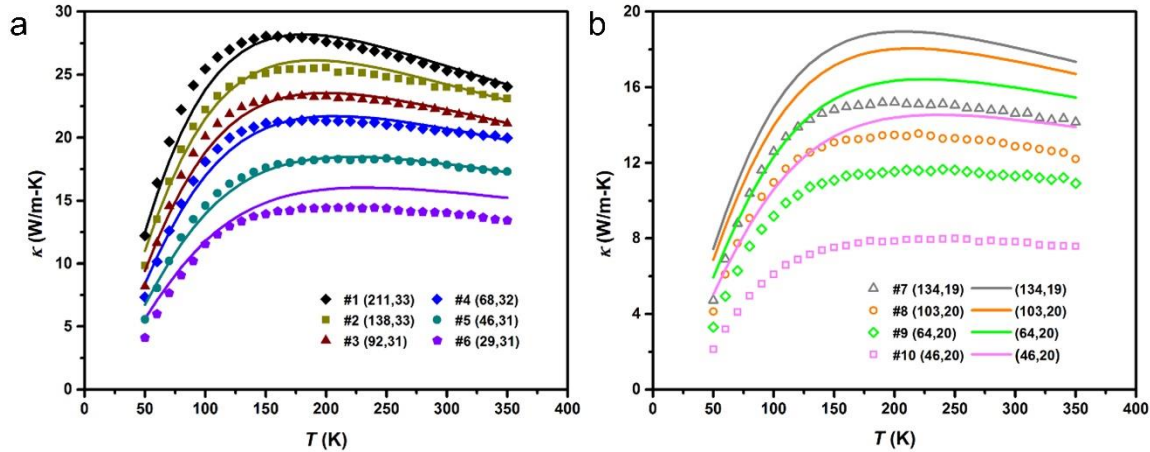 a
30
25
20
15
10
5
0
κ (W/m-K)
#1 (211,33) #4 (68,32)
#2 (138,33) #5 (46,31)
#3 (92,31) #6 (29,31)
0 50 100 150 200 250 300 350 400
T (K)
b
20
16
12
8
4
0
κ (W/m-K)
#7 (134,19) (134,19)
#8 (103,20) (103,20)
#9 (64,20) (64,20)
#10 (46,20) (46,20)
0 50 100 150 200 250 300 350 400
T (K)